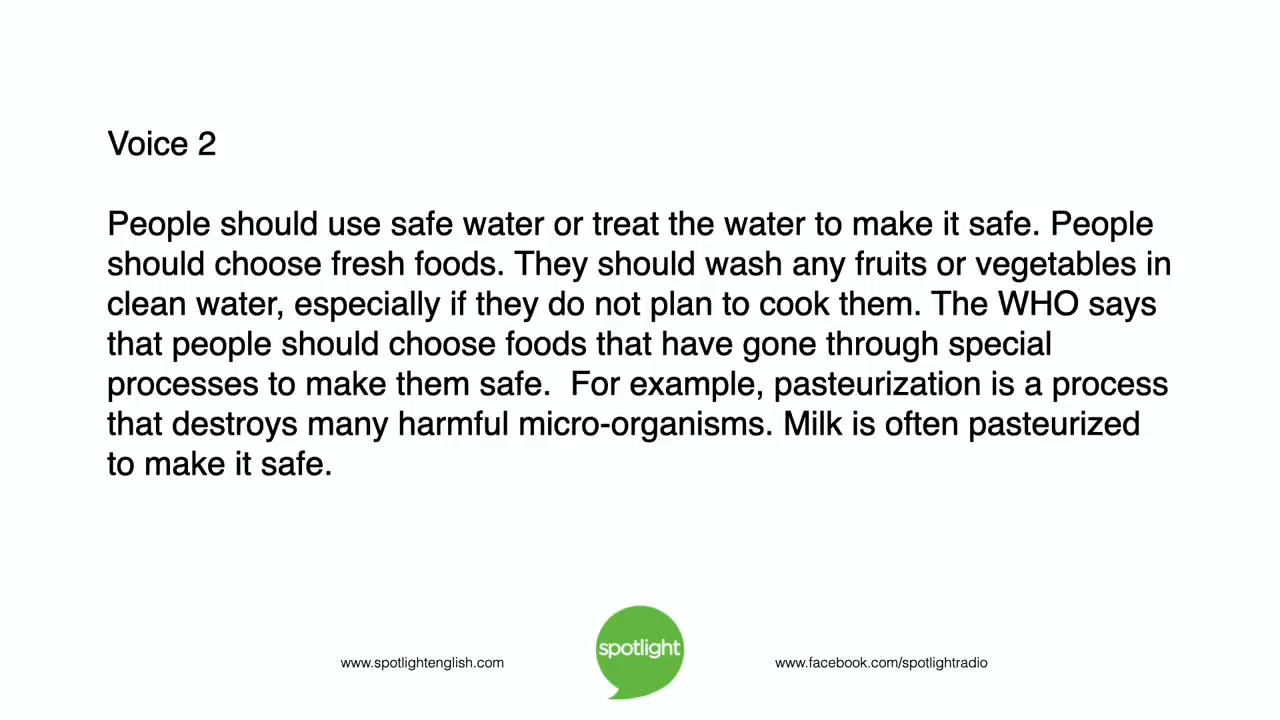 Voice 2
People should use safe water or treat the water to make it safe. People
should choose fresh foods. They should wash any fruits or vegetables in
clean water, especially if they do not plan to cook them. The WHO says
that people should choose foods that have gone through special
processes to make them safe.  For example, pasteurization is a process
that destroys many harmful micro-organisms. Milk is often pasteurized
to make it safe.
www.spotlightenglish.com
spotlight
www.facebook.com/spotlightradio